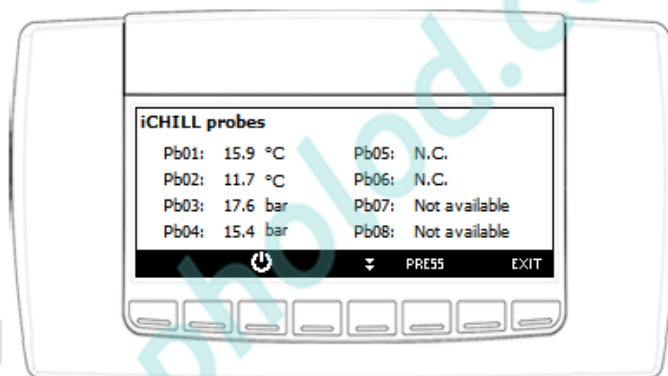 iCHILL probes
Pb01: 15.9 °C Pb05: N.C.
Pb02: 11.7 °C Pb06: N.C.
Pb03: 17.6 bar Pb07: Not available
Pb04: 15.4 bar Pb08: Not available
PRESS EXIT
pholod.c